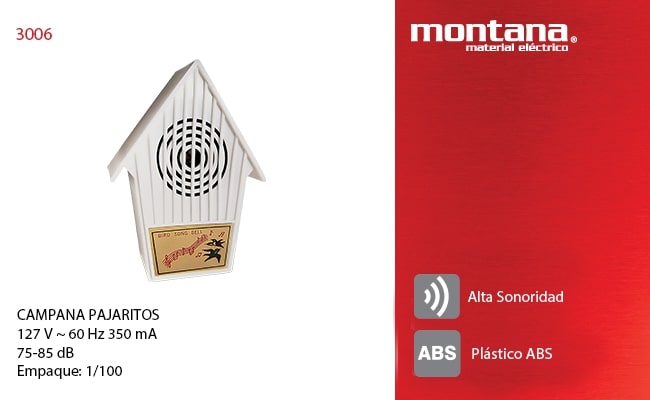 3006
montana®
material eléctrico
BIRD SONG BELL
CAMPANA PAJARITOS
127 V ~ 60 Hz 350 mA
75-85 dB
Empaque: 1/100
Alta Sonoridad
ABS
Plástico ABS